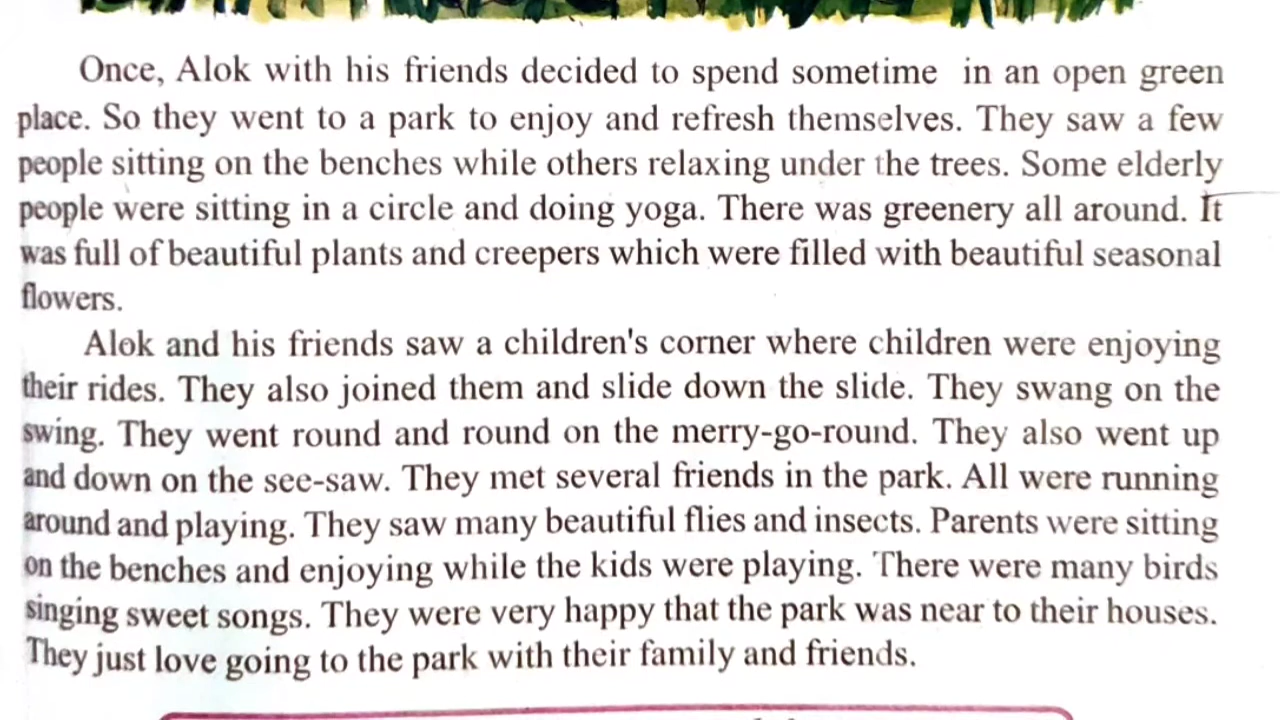 Once, Alok with his friends decided to spend sometime in an open green
place. So they went to a park to enjoy and refresh themselves. They saw a few
people sitting on the benches while others relaxing under the trees. Some elderly
people were sitting in a circle and doing yoga. There was greenery all around. It
was full of beautiful plants and creepers which were filled with beautiful seasonal
flowers.
Alok and his friends saw a children's corner where children were enjoying
their rides. They also joined them and slide down the slide. They swang on the
swing. They went round and round on the merry-go-round. They also went up
and down on the see-saw. They met several friends in the park. All were running
around and playing. They saw many beautiful flies and insects. Parents were sitting
on the benches and enjoying while the kids were playing. There were many birds
singing sweet songs. They were very happy that the park was near to their houses.
They just love going to the park with their family and friends.